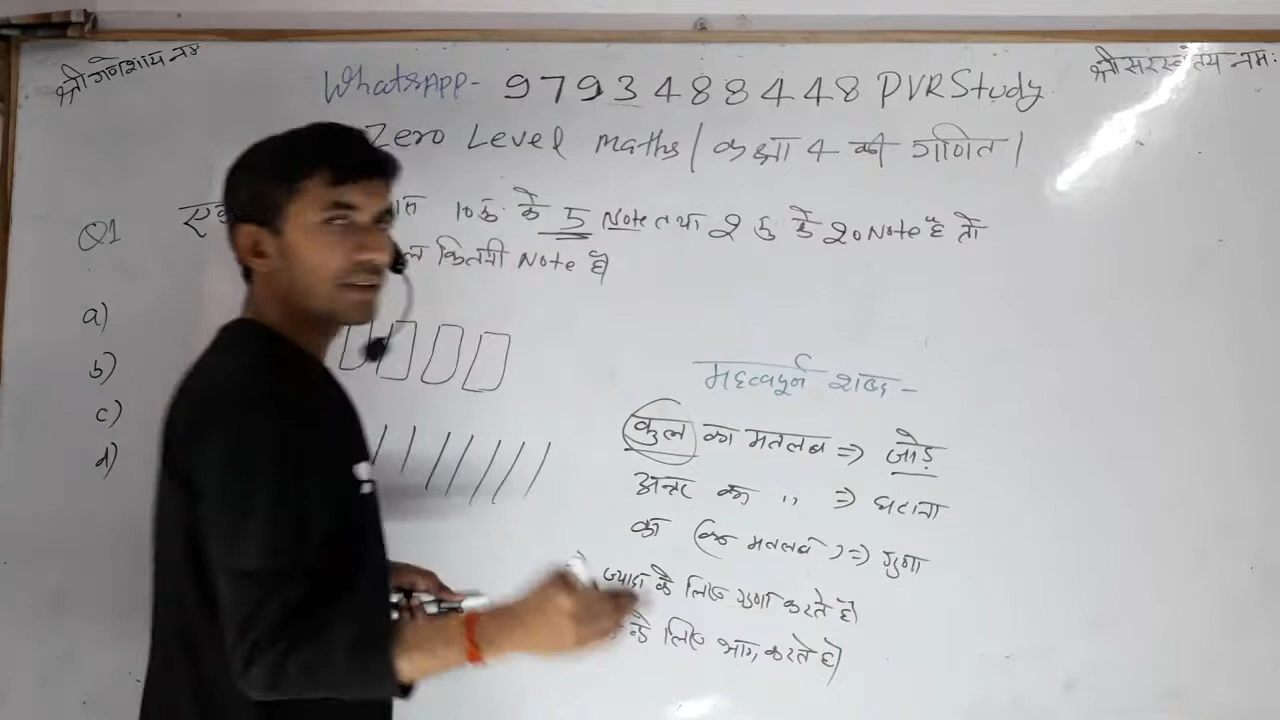 श्री गणेशाय नमः
श्री सरस्वतयै नमः
WhatsApp- 9793488448 PVRStudy
Zero Level maths / कक्षा 4 की गणित /
Q1 10रु के 5 Note तथा 2 रु के 20 Note है तो
कितनी Note है
a)
b)
c)
d)
महत्वपूर्न शब्द -
कुल का मतलब => जोड़
अन्तर का ,, => घटाना
का (का मतलब) => गुणा
ज्यादा के लिए गुणा करते है
के लिए भाग करते है